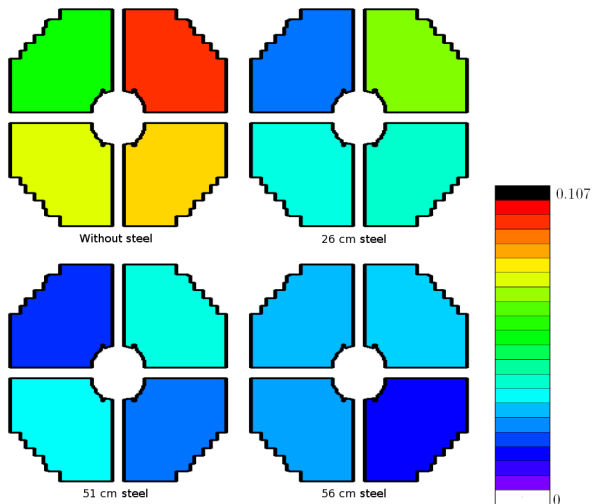 Without steel
26 cm steel
0.107
51 cm steel
56 cm steel
0